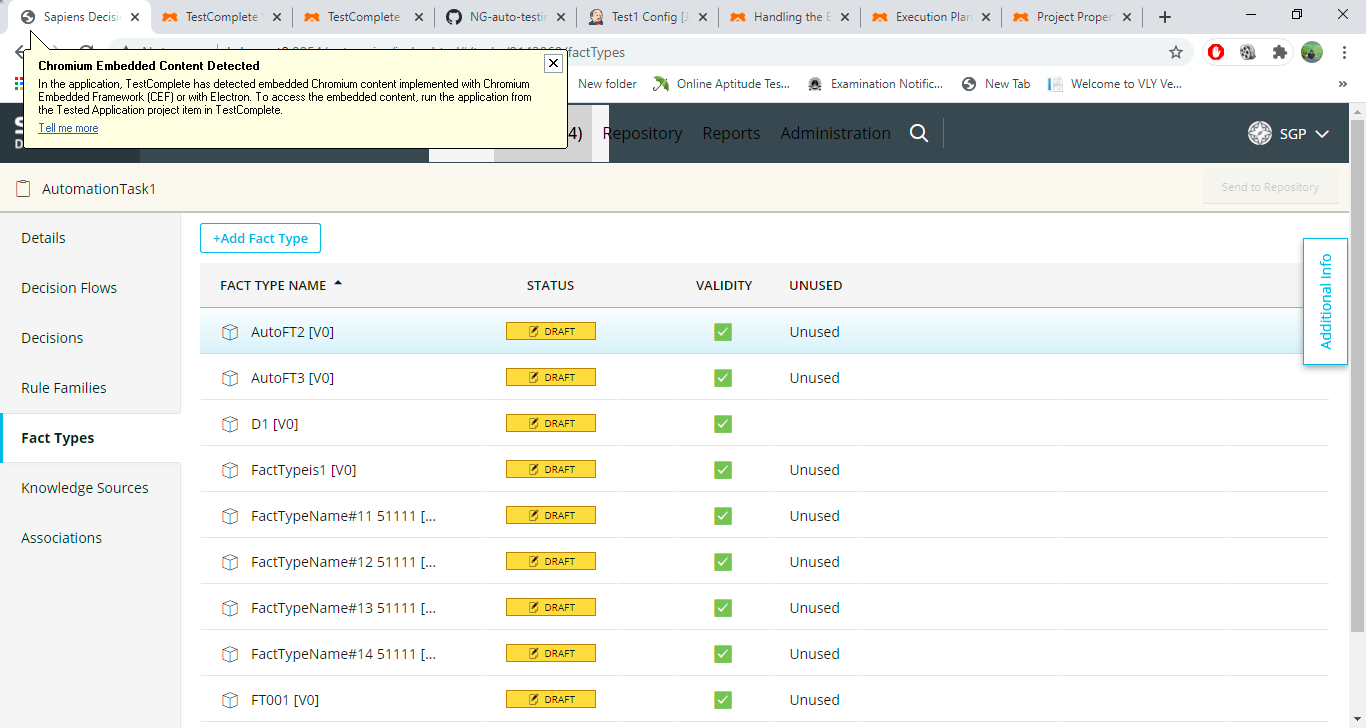 Sapiens Decisi
TestComplete
TestComplete
NG-auto-testin
Test1 Config [J
Handling the E
Execution Plan
Project Proper
Chromium Embedded Content Detected
In the application, TestComplete has detected embedded Chromium content implemented with Chromium
Embedded Framework (CEF) or with Electron. To access the embedded content, run the application from
the Tested Application project item in TestComplete.
Tell me more
/factTypes
New folder
Online Aptitude Tes...
Examination Notific...
New Tab
Welcome to VLY We...
4)
Repository
Reports
Administration
SGP
AutomationTask1
Send to Repository
Details
Decision Flows
Decisions
Rule Families
Fact Types
Knowledge Sources
Associations
+Add Fact Type
FACT TYPE NAME STATUS VALIDITY UNUSED
AutoFT2 [V0] DRAFT Unused
AutoFT3 [V0] DRAFT Unused
D1 [V0] DRAFT
FactTypeis1 [V0] DRAFT Unused
FactTypeName#11 51111 [... DRAFT Unused
FactTypeName#12 51111 [... DRAFT Unused
FactTypeName#13 51111 [... DRAFT Unused
FactTypeName#14 51111 [... DRAFT Unused
FT001 [V0] DRAFT Unused
Additional Info